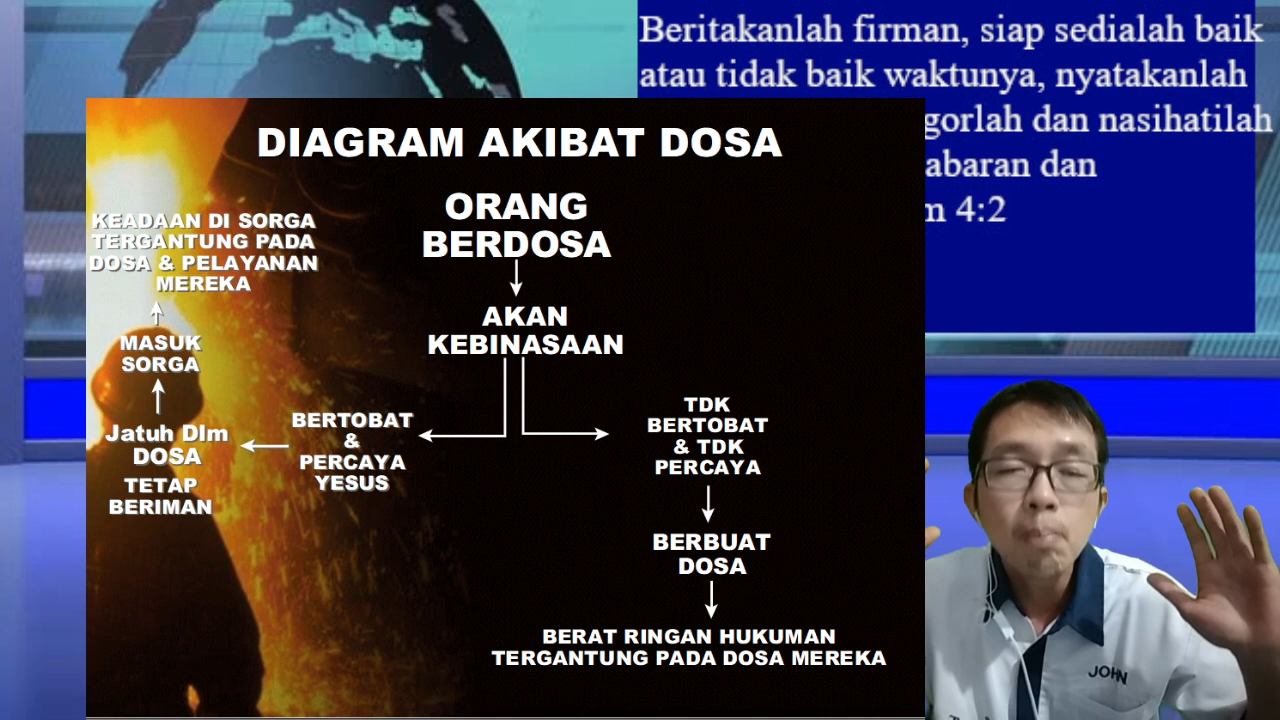 Beritakanlah firman, siap sedialah baik
atau tidak baik waktunya, nyatakanlah
dan nasihatilah
dan
4:2
DIAGRAM AKIBAT DOSA
ORANG
BERDOSA
AKAN
KEBINASAAN
KEADAAN DI SORGA
TERGANTUNG PADA
DOSA & PELAYANAN
MEREKA
MASUK
SORGA
Jatuh Dlm
DOSA
TETAP
BERIMAN
BERTOBAT
&
PERCAYA
YESUS
TDK
BERTOBAT
& TDK
PERCAYA
BERBUAT
DOSA
BERAT RINGAN HUKUMAN
TERGANTUNG PADA DOSA MEREKA
JOHN